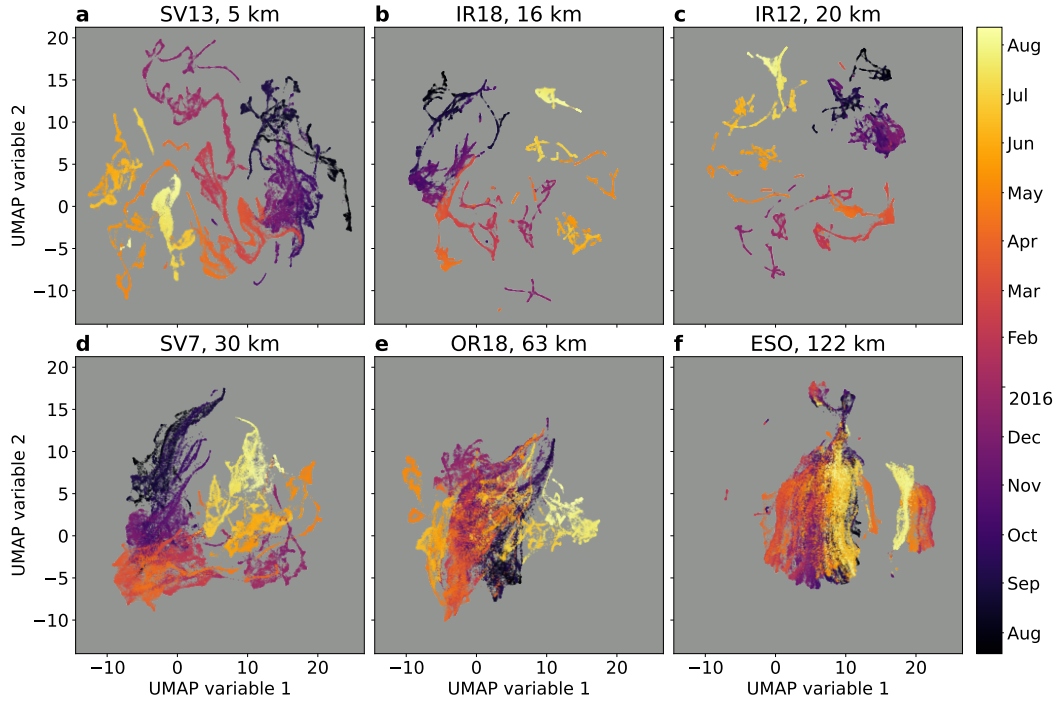 a SV13, 5 km
b IR18, 16 km
c IR12, 20 km
20
15
10
5
0
−5
−10
UMAP variable 2
d SV7, 30 km
e OR18, 63 km
f ESO, 122 km
20
15
10
5
0
−5
−10
UMAP variable 2
−10 0 10 20
−10 0 10 20
−10 0 10 20
UMAP variable 1
UMAP variable 1
UMAP variable 1
Aug
Jul
Jun
May
Apr
Mar
Feb
2016
Dec
Nov
Oct
Sep
Aug